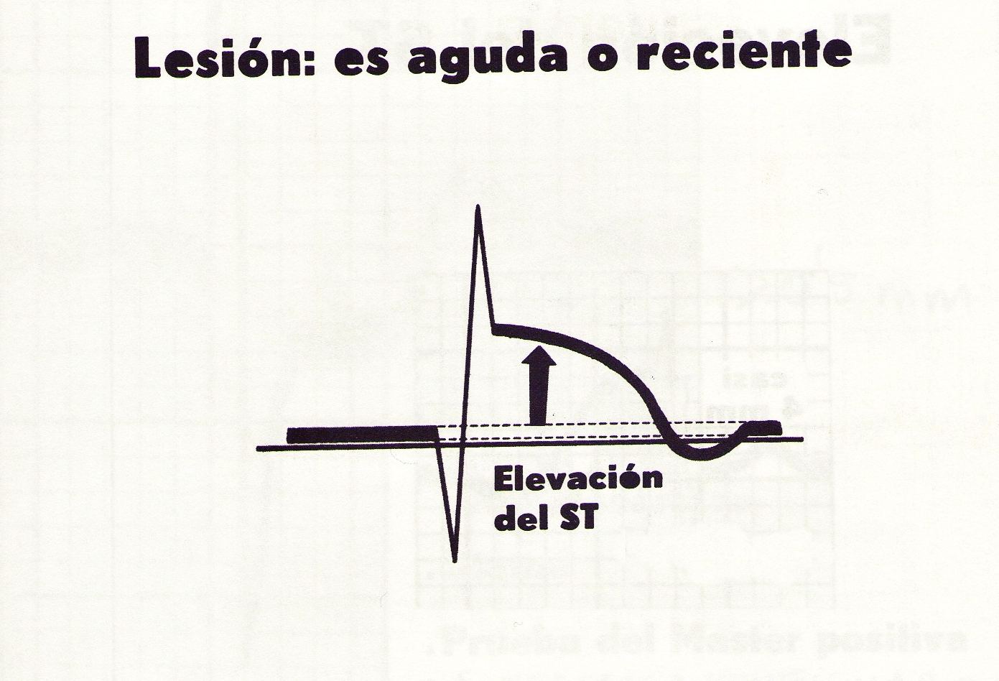 Lesión: es aguda o reciente
Elevación
del ST